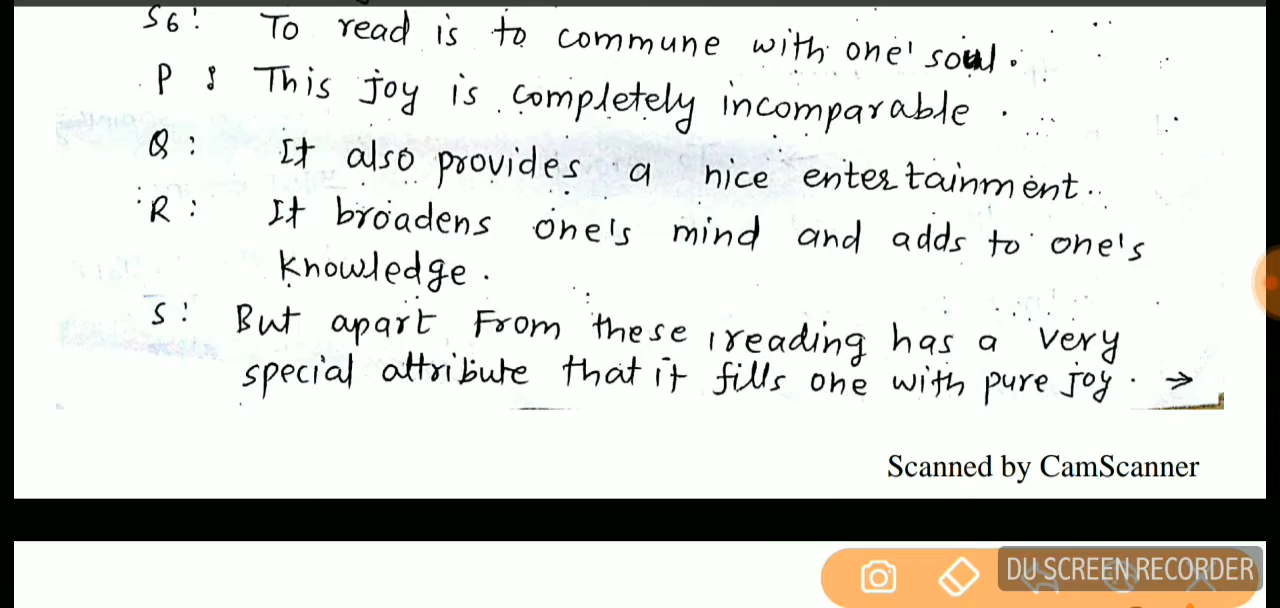 S6: To read is to commune with one' soul.
P: This joy is completely incomparable.
Q: It also provides a nice entertainment.
R: It broadens one's mind and adds to one's
knowledge.
S: But apart From these, reading has a very
special attribute that it fills one with pure joy. →
Scanned by CamScanner
DU SCREEN RECORDER